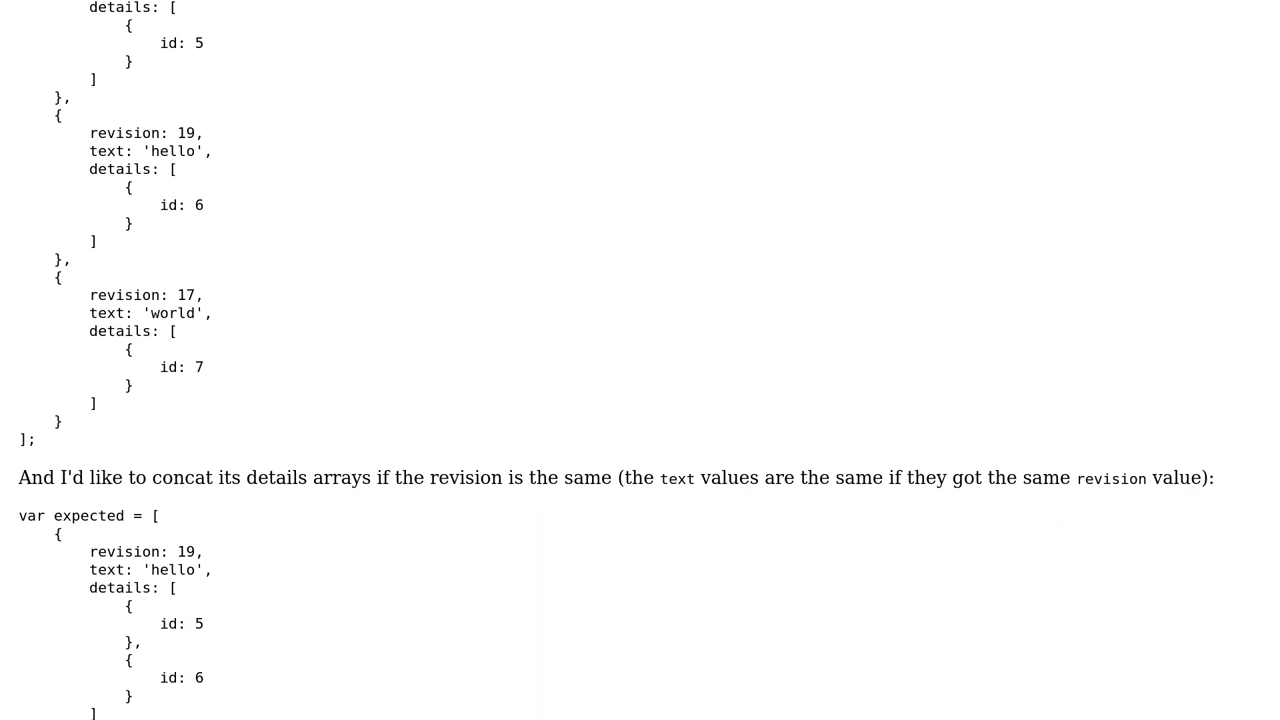 details: [
            {
                id: 5
            }
        ]
    },
    {
        revision: 19,
        text: 'hello',
        details: [
            {
                id: 6
            }
        ]
    },
    {
        revision: 17,
        text: 'world',
        details: [
            {
                id: 7
            }
        ]
    }
];
And I'd like to concat its details arrays if the revision is the same (the text values are the same if they got the same revision value):
var expected = [
    {
        revision: 19,
        text: 'hello',
        details: [
            {
                id: 5
            },
            {
                id: 6
            }
        ]